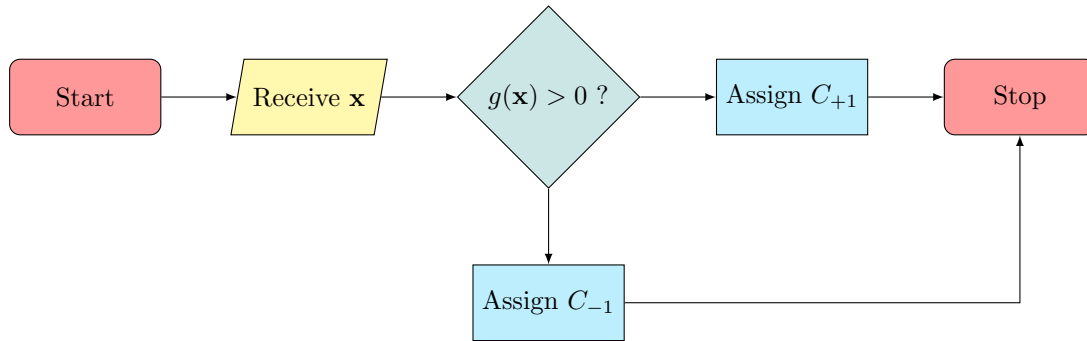 Start
Receive x
g(x) > 0 ?
Assign C₊₁
Stop
Assign C₋₁